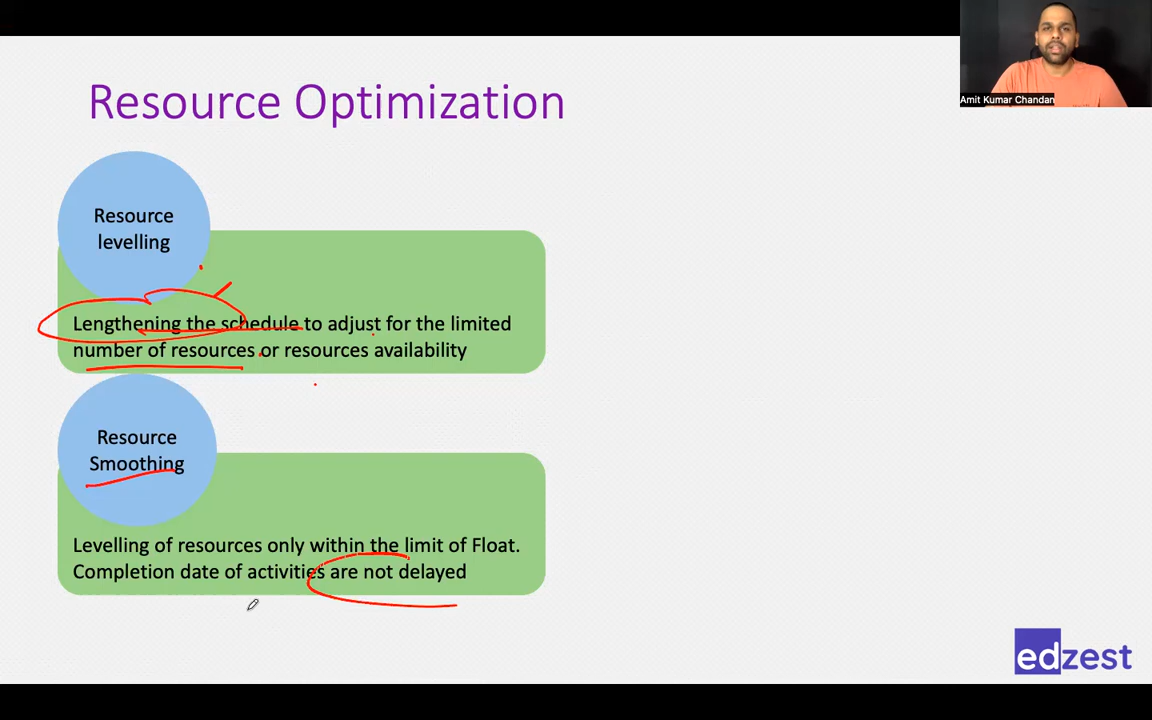 Amit Kumar Chandan
Resource Optimization
Resource
levelling
Lengthening the schedule to adjust for the limited
number of resources or resources availability
Resource
Smoothing
Levelling of resources only within the limit of Float.
Completion date of activities are not delayed
edzest